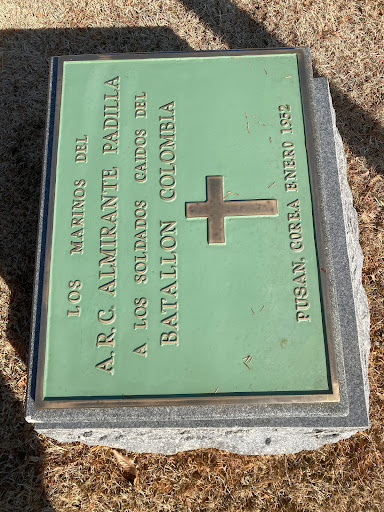 LOS MARINOS DEL
A.R.C. ALMIRANTE PADILLA
A LOS SOLDADOS CAIDOS DEL
BATALLON COLOMBIA
PUSAN, COREA ENERO 1952